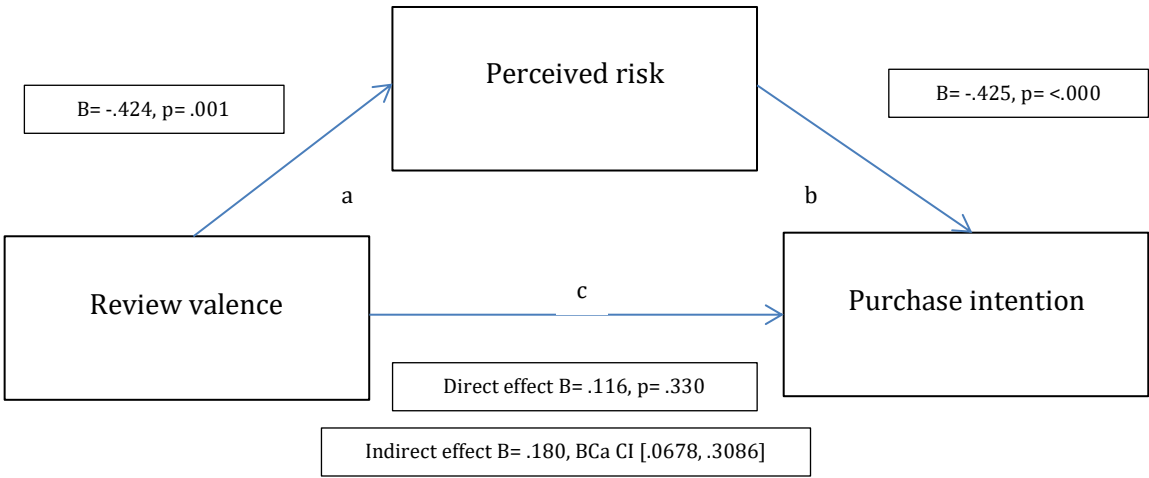 Perceived risk
B= -.424, p= .001
B= -.425, p= <.000
a
b
Review valence
c
Purchase intention
Direct effect B= .116, p= .330
Indirect effect B= .180, BCa CI [.0678, .3086]